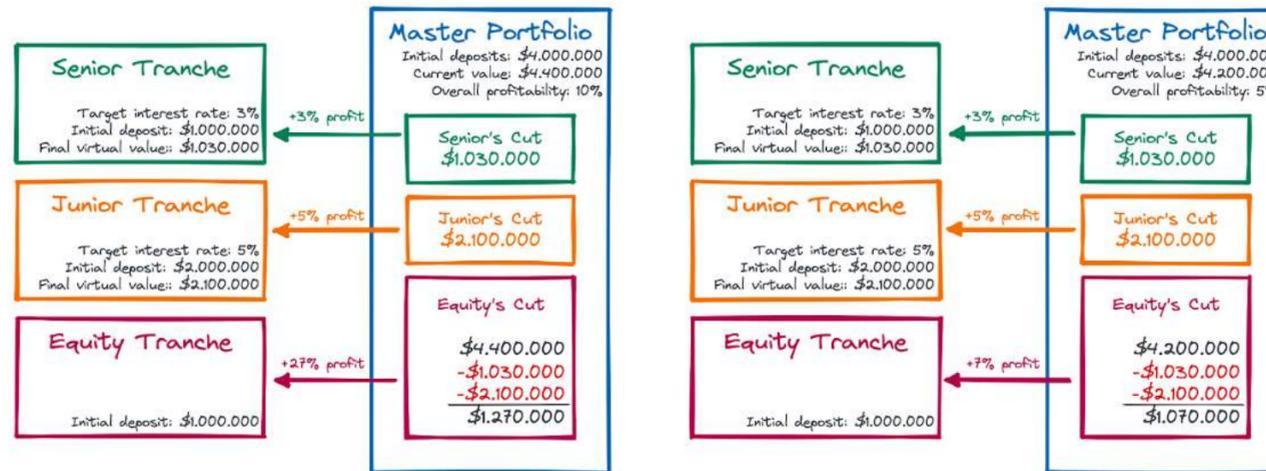 Master Portfolio
Initial deposits: $4.000.000
Current value: $4.400.000
Overall profitability: 10%
Senior Tranche
Target interest rate: 3%
Initial deposit: $1.000.000
Final virtual value:: $1.030.000
+3% profit
Senior's Cut
$1.030.000
Junior Tranche
Target interest rate: 5%
Initial deposit: $2.000.000
Final virtual value:: $2.100.000
+5% profit
Junior's Cut
$2.100.000
Equity Tranche
Initial deposit: $1.000.000
+27% profit
Equity's Cut
$4.400.000
-$1.030.000
-$2.100.000
$1.270.000
Master Portfolio
Initial deposits: $4.000.00
Current value: $4.200.00
Overall profitability: 5%
Senior Tranche
Target interest rate: 3%
Initial deposit: $1.000.000
Final virtual value:: $1.030.000
+3% profit
Senior's Cut
$1.030.000
Junior Tranche
Target interest rate: 5%
Initial deposit: $2.000.000
Final virtual value:: $2.100.000
+5% profit
Junior's Cut
$2.100.000
Equity Tranche
Initial deposit: $1.000.000
+7% profit
Equity's Cut
$4.200.000
-$1.030.000
-$2.100.000
$1.070.000